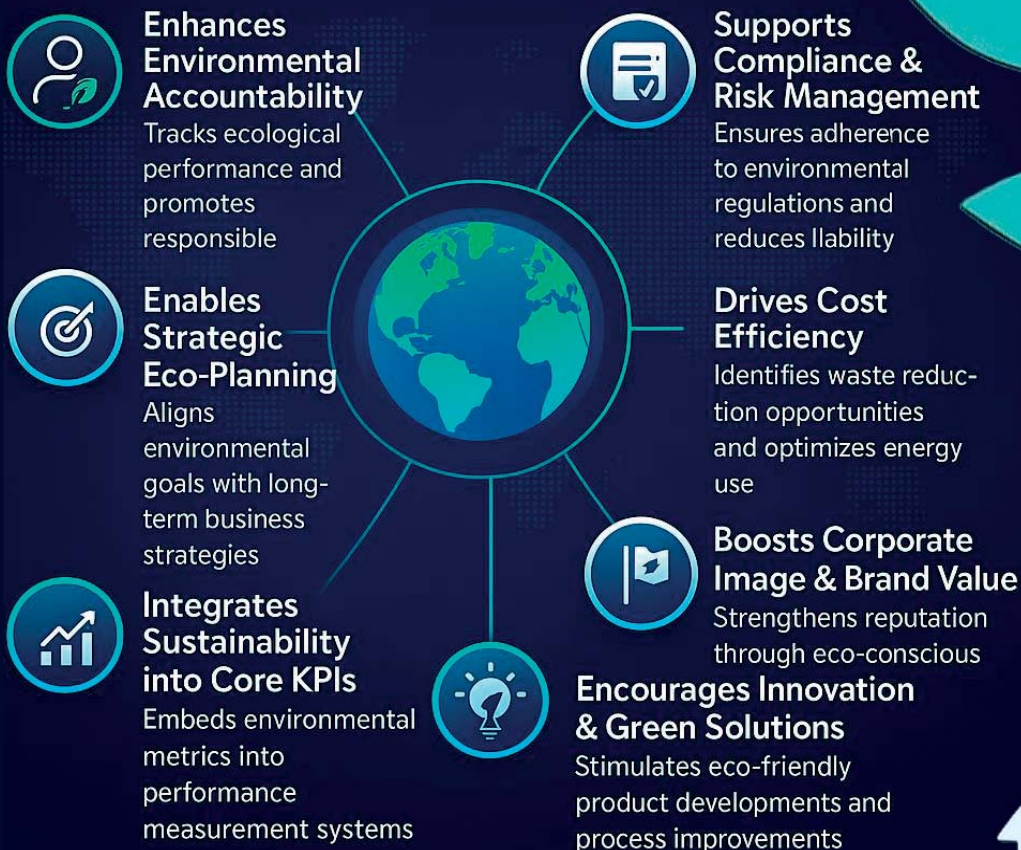 Enhances
Environmental
Accountability
Tracks ecological
performance and
promotes
responsible
Enables
Strategic
Eco-Planning
Aligns
environmental
goals with long-
term business
strategies
Integrates
Sustainability
into Core KPIs
Embeds environmental
metrics into
performance
measurement systems
Supports
Compliance &
Risk Management
Ensures adherence
to environmental
regulations and
reduces llability
Drives Cost
Efficiency
Identifies waste reduc-
tion opportunities
and optimizes energy
use
Boosts Corporate
Image & Brand Value
Strengthens reputation
through eco-conscious
Encourages Innovation
& Green Solutions
Stimulates eco-friendly
product developments and
process improvements